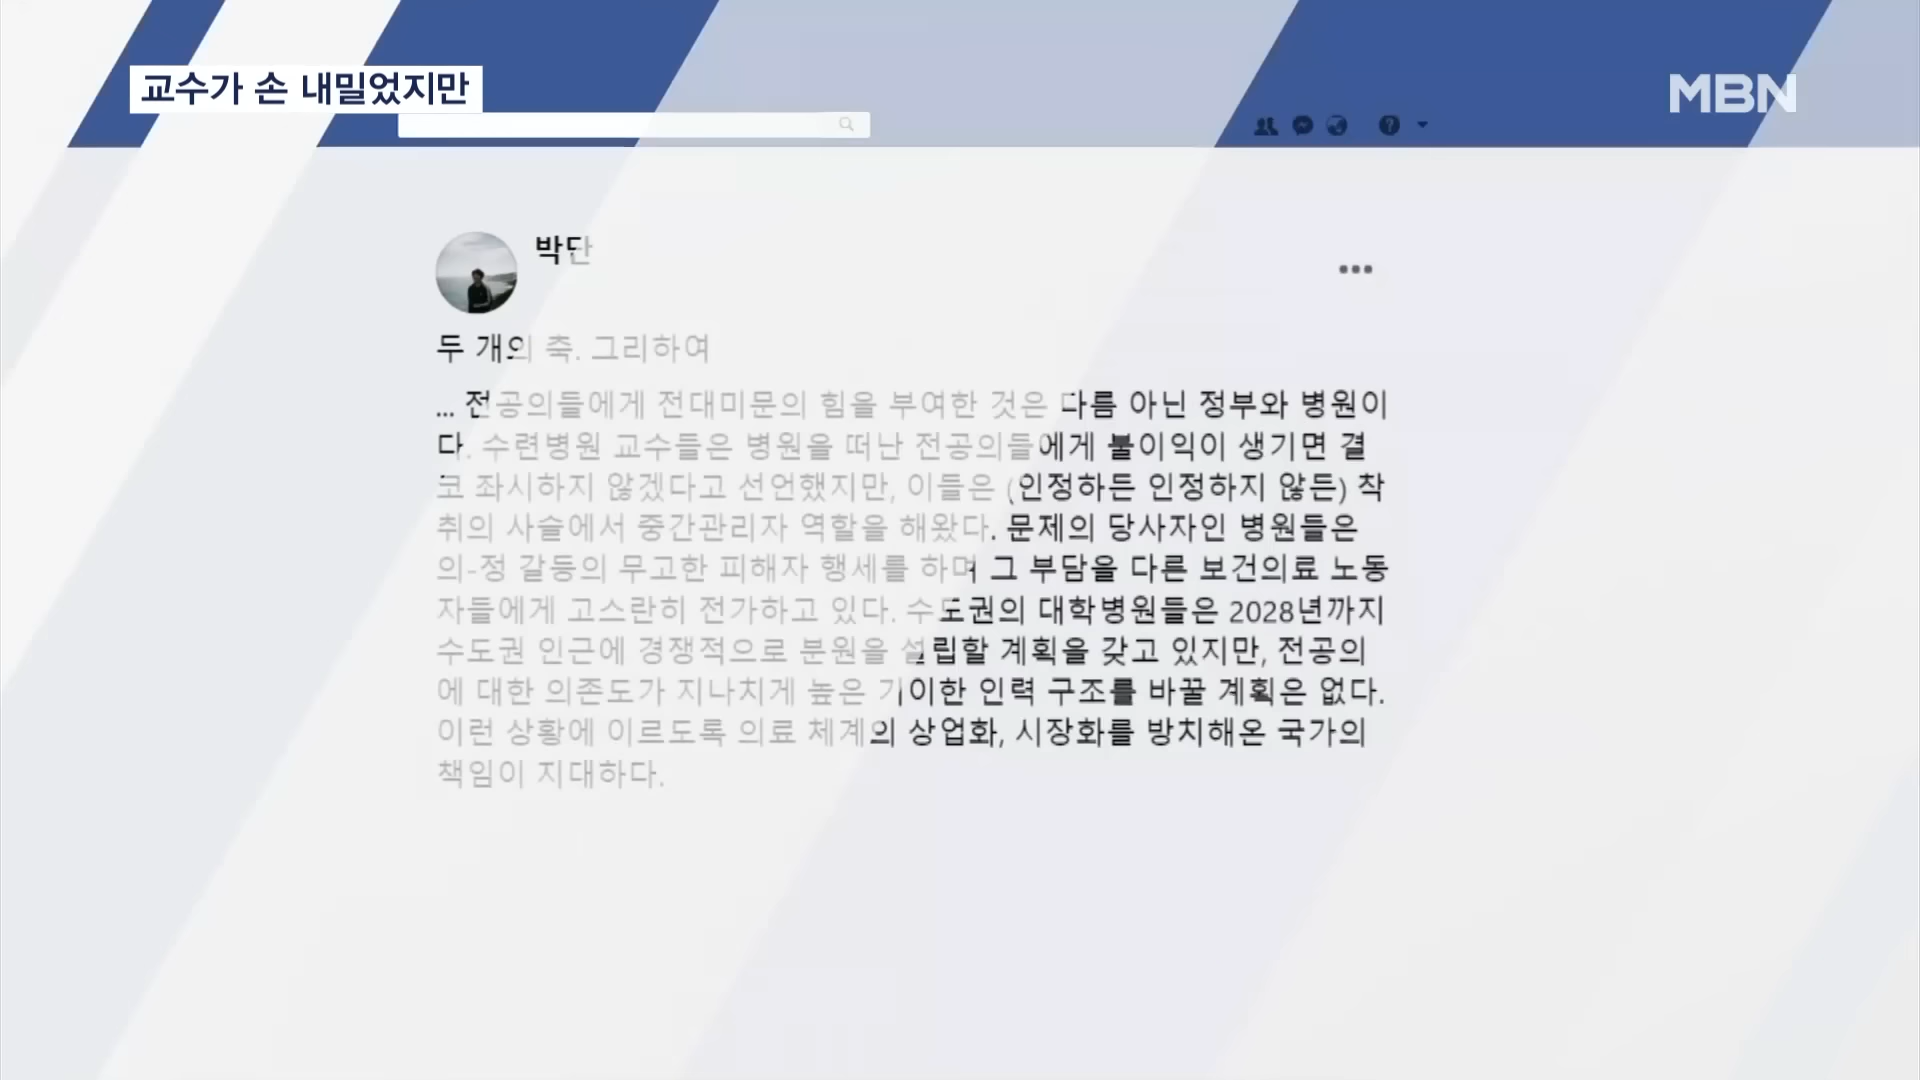 교수가 손 내밀었지만
MBN
박단
두 개의 축. 그리하여
... 전공의들에게 전대미문의 힘을 부여한 것은 다름 아닌 정부와 병원이
다. 수련병원 교수들은 병원을 떠난 전공의들에게 불이익이 생기면 결
코 좌시하지 않겠다고 선언했지만, 이들은 (인정하든 인정하지 않든) 착
취의 사슬에서 중간관리자 역할을 해왔다. 문제의 당사자인 병원들은
의-정 갈등의 무고한 피해자 행세를 하며 그 부담을 다른 보건의료 노동
자들에게 고스란히 전가하고 있다. 수도권의 대학병원들은 2028년까지
수도권 인근에 경쟁적으로 분원을 설립할 계획을 갖고 있지만, 전공의
에 대한 의존도가 지나치게 높은 기이한 인력 구조를 바꿀 계획은 없다.
이런 상황에 이르도록 의료 체계의 상업화, 시장화를 방치해온 국가의
책임이 지대하다.